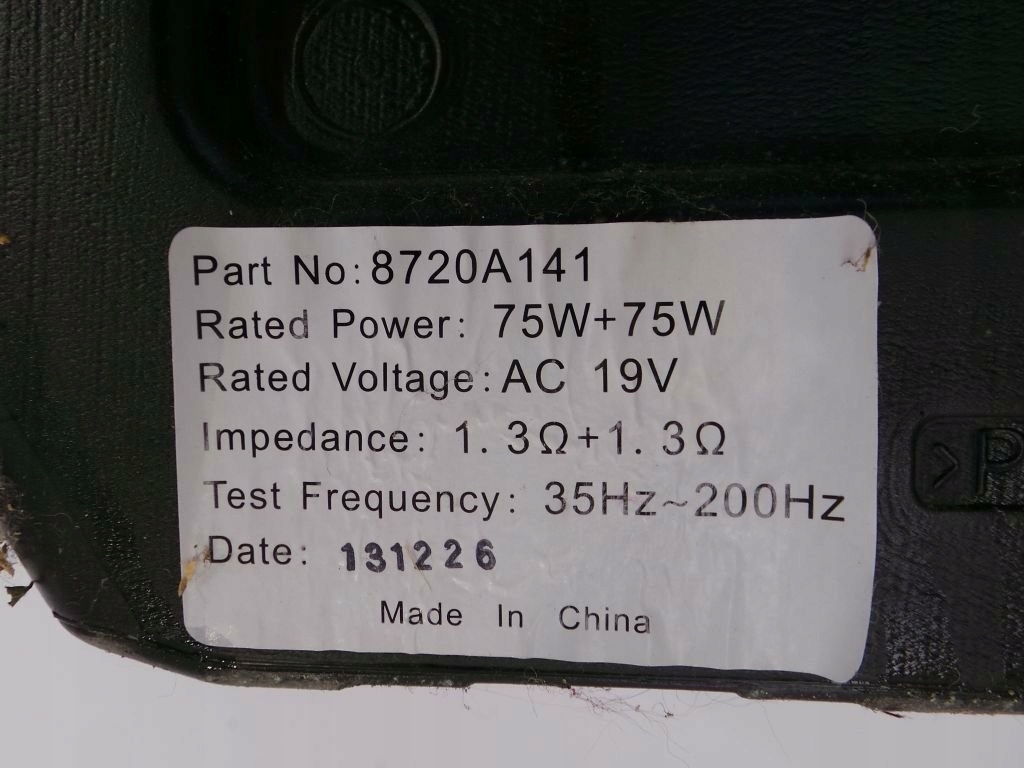 Part No: 8720A141
Rated Power: 75W+75W
Rated Voltage: AC 19V
Impedance: 1.3Ω+1.3Ω
Test Frequency: 35Hz~200Hz
Date: 131226
Made In China
>P